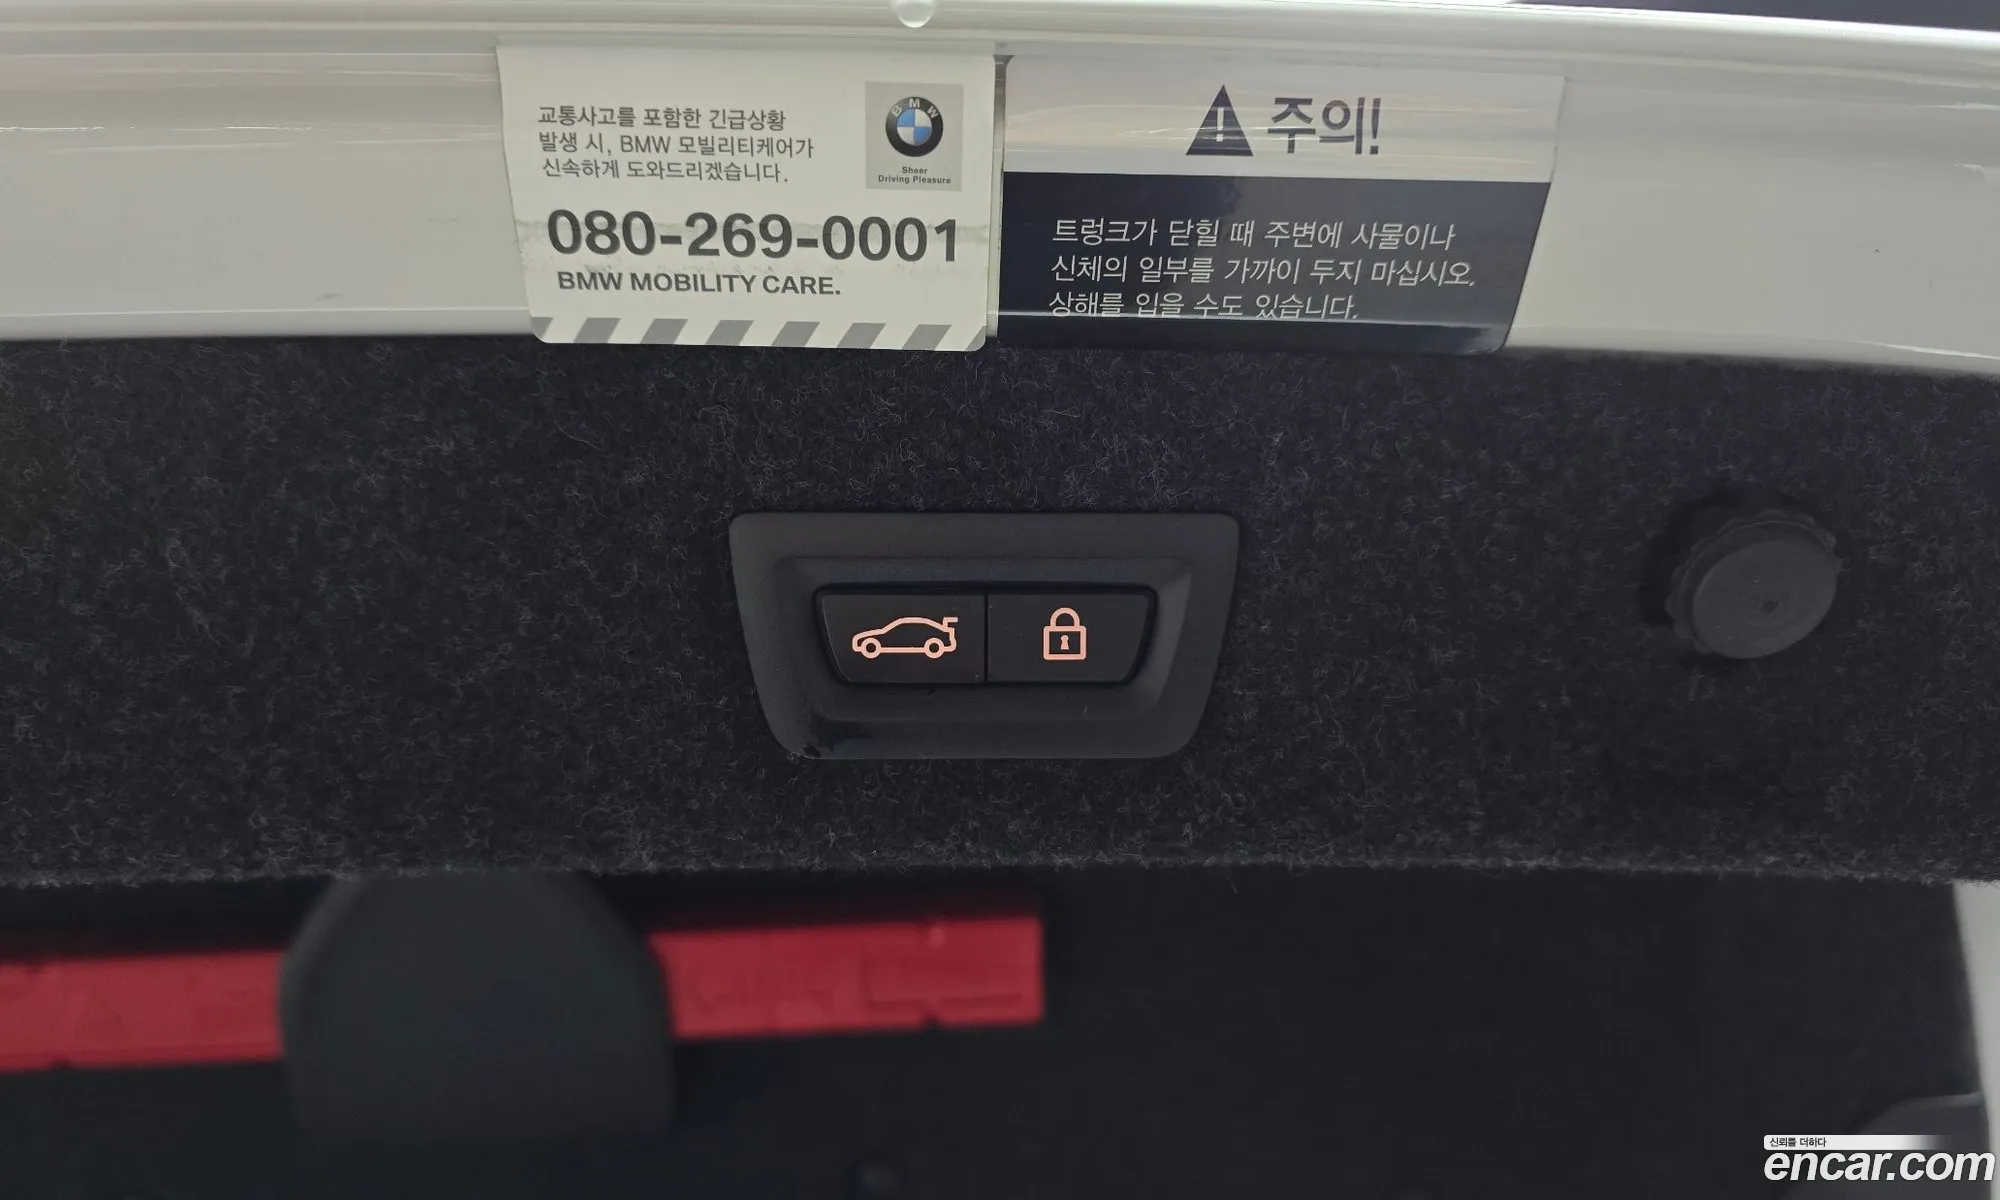 교통사고를 포함한 긴급상황
발생 시, BMW 모빌리티케어가
신속하게 도와드리겠습니다.
BMW
Sheer
Driving Pleasure
080-269-0001
BMW MOBILITY CARE.
주의!
트렁크가 닫힐 때 주변에 사물이나
신체의 일부를 가까이 두지 마십시오.
상해를 입을 수도 있습니다.
신뢰를 더하다
encar.com